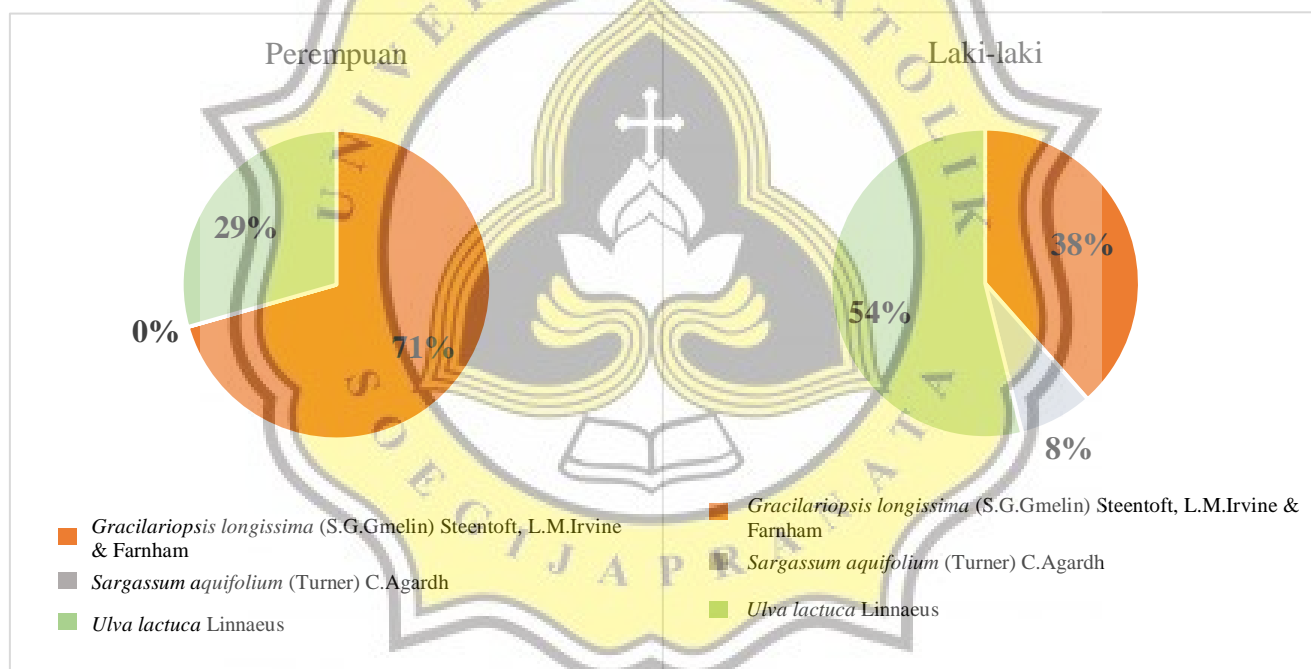 Perempuan
29%
0%
71%
Gracilariopsis longissima (S.G.Gmelin) Steentoft, L.M.Irvine
& Farnham
Sargassum aquifolium (Turner) C.Agardh
Ulva lactuca Linnaeus
Laki-laki
38%
54%
8%
Gracilariopsis longissima (S.G.Gmelin) Steentoft, L.M.Irvine &
Farnham
Sargassum aquifolium (Turner) C.Agardh
Ulva lactuca Linnaeus
SOEGIJAPRANATA